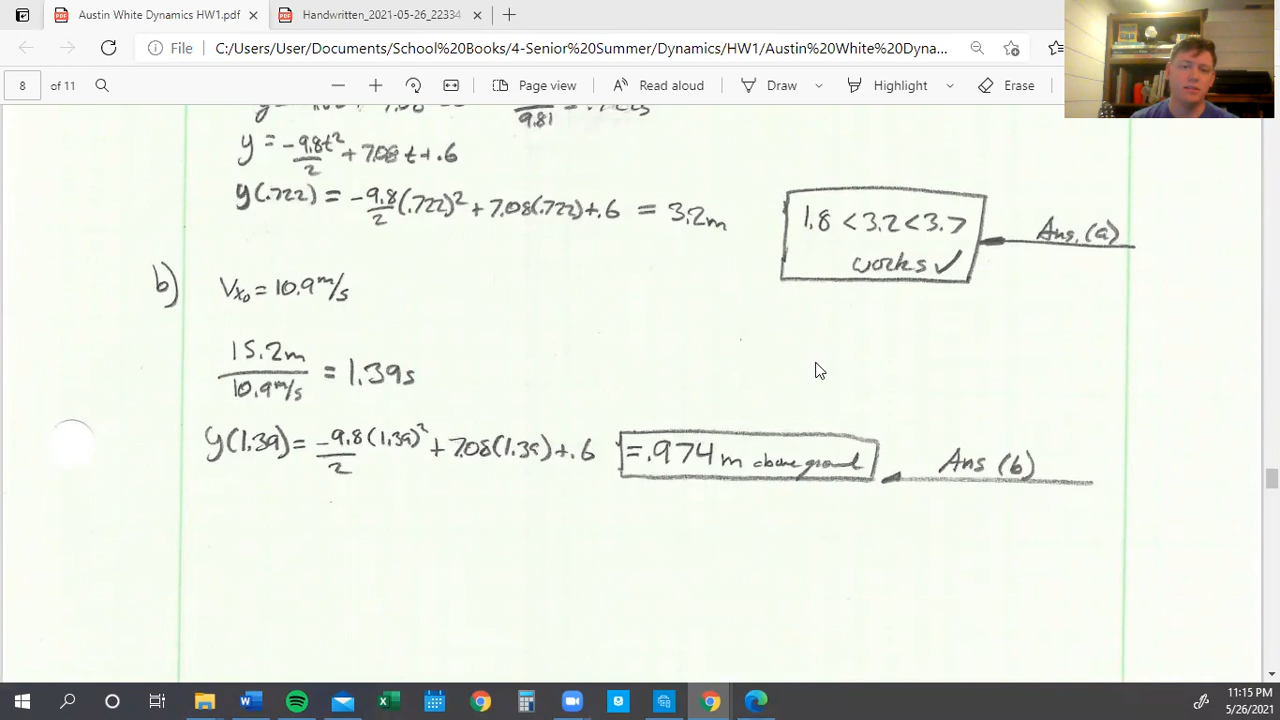 Austin White Dynamics HW1.pdf
Handwritten_2021-05-26_22334
File
C:/Users/User/Documents/School%20Books/4-Senior%20Summer/Dynamics/HW1/Austin%20White%20Dyna...
8 of 11
Page view
Read aloud
Draw
Highlight
Erase
9.81
y = -9.8t²/2 + 7.08 t + .6
y(.722) = -9.8/2 (.722)² + 7.08(.722) + .6 = 3.2m
1.8 < 3.2 < 3.7
works ✓
Ans. (a)
b) Vx₀ = 10.9 m/s
15.2m / 10.9 m/s = 1.39s
y(1.39) = -9.8(1.39)²/2 + 7.08(1.39) + .6 = .974 m above ground
Ans (b)
11:15 PM
5/26/2021